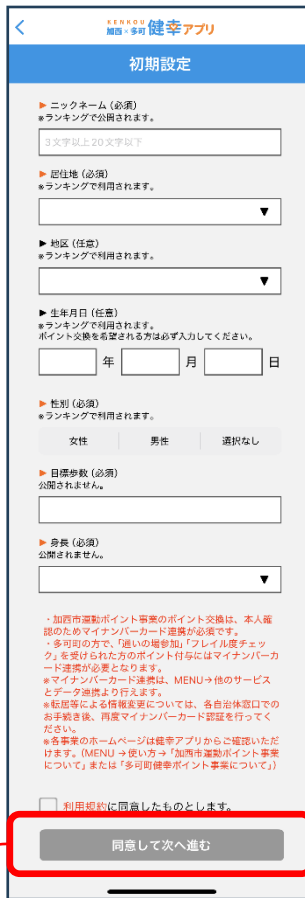 KENKOU
加西×多可 健幸アプリ
初期設定
▶ ニックネーム (必須)
※ランキングで公開されます。
3文字以上20文字以下
▶ 居住地 (必須)
※ランキングで利用されます。
▼
▶ 地区 (任意)
※ランキングで利用されます。
▼
▶ 生年月日 (任意)
※ランキングで利用されます。
ポイント交換を希望される方は必ず入力してください。
年 月 日
▶ 性別 (必須)
※ランキングで利用されます。
女性 男性 選択なし
▶ 目標歩数 (必須)
公開されません。
▶ 身長 (必須)
公開されません。
▼
・加西市運動ポイント事業のポイント交換は、本人確
認のためマイナンバーカード連携が必須です。
・多可町の方で、「通いの場参加」「フレイル度チェッ
ク」を受けられた方のポイント付与にはマイナンバーカ
ード連携が必要となります。
※マイナンバーカード連携は、MENU→他のサービス
とデータ連携より行えます。
※転居等による情報変更については、各自治体窓口での
お手続き後、再度マイナンバーカード認証を行ってく
ださい。
※各事業のホームページは健幸アプリからご確認いただ
けます。(MENU →使い方→「加西市運動ポイント事業
について」または「多可町健幸ポイント事業について」)
利用規約に同意したものとします。
同意して次へ進む